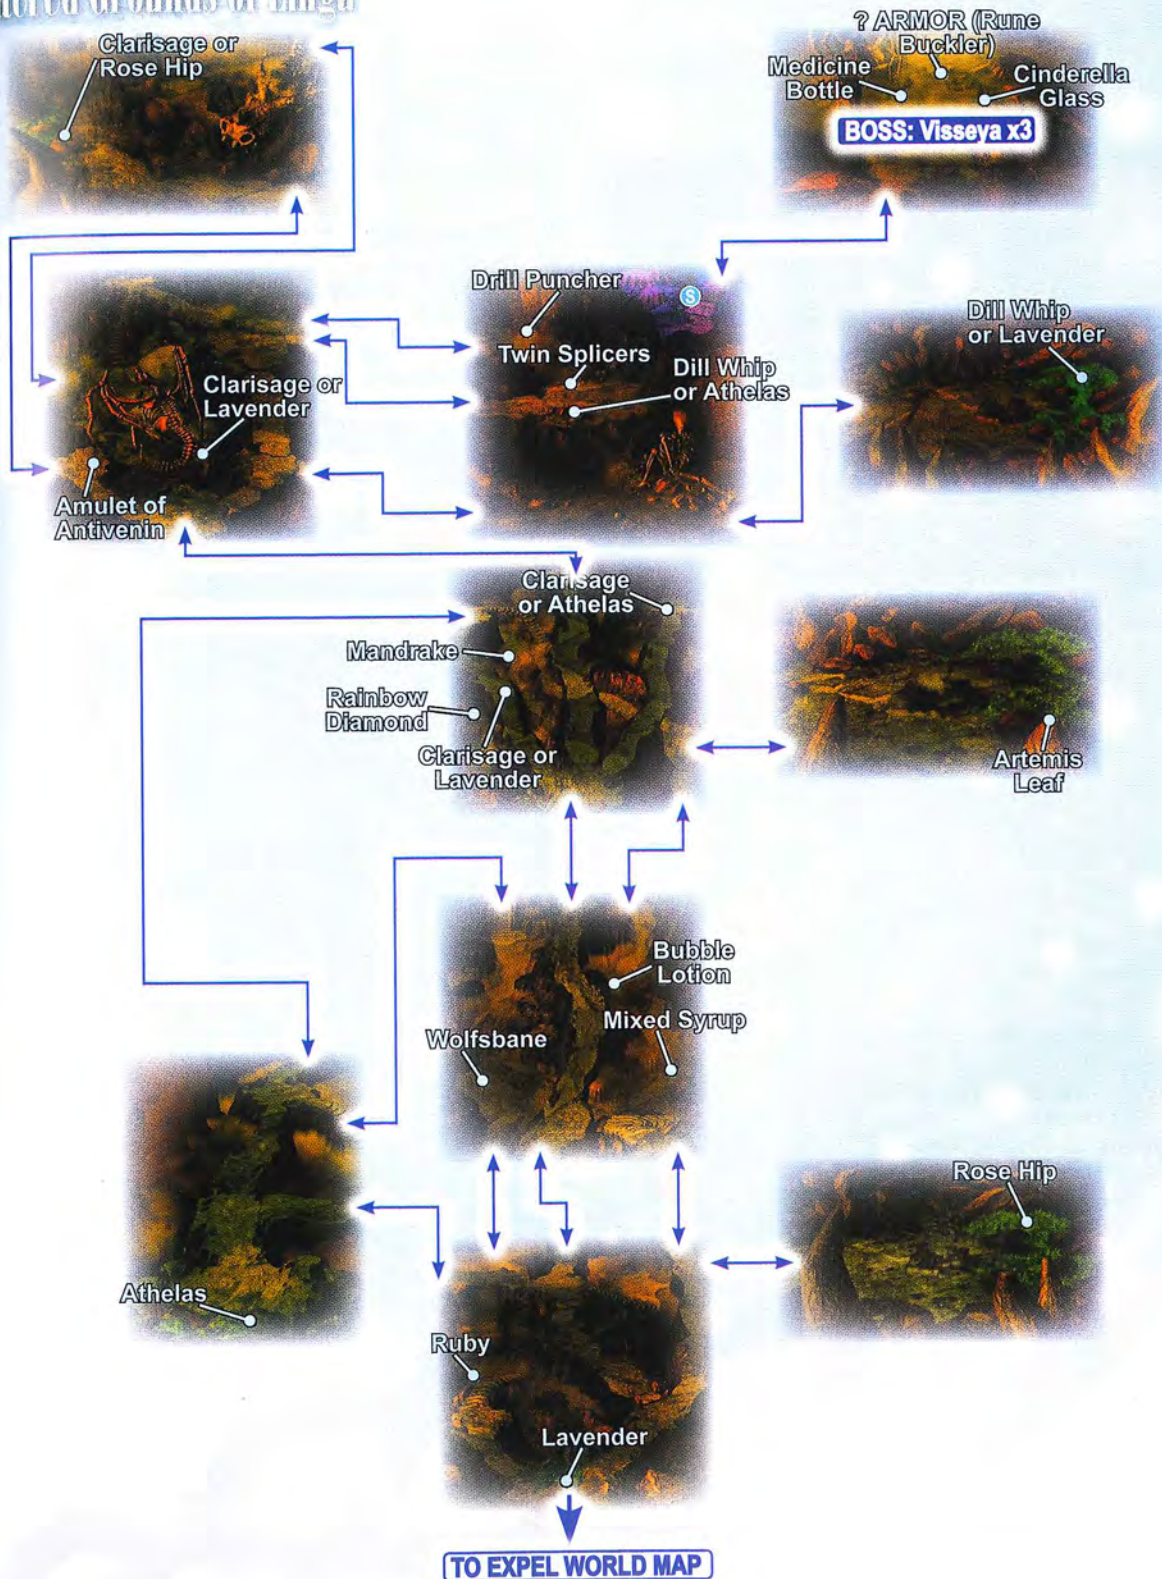 Clarisage or
Rose Hip
? ARMOR (Rune
Buckler)
Medicine
Bottle
Cinderella
Glass
BOSS: Visseya x3
Drill Puncher
S
Twin Splicers
Dill Whip
or Athelas
Dill Whip
or Lavender
Clarisage or
Lavender
Amulet of
Antivenin
Clarisage
or Athelas
Mandrake
Rainbow
Diamond
Clarisage or
Lavender
Artemis
Leaf
Bubble
Lotion
Mixed Syrup
Wolfsbane
Rose Hip
Athelas
Ruby
Lavender
TO EXPEL WORLD MAP